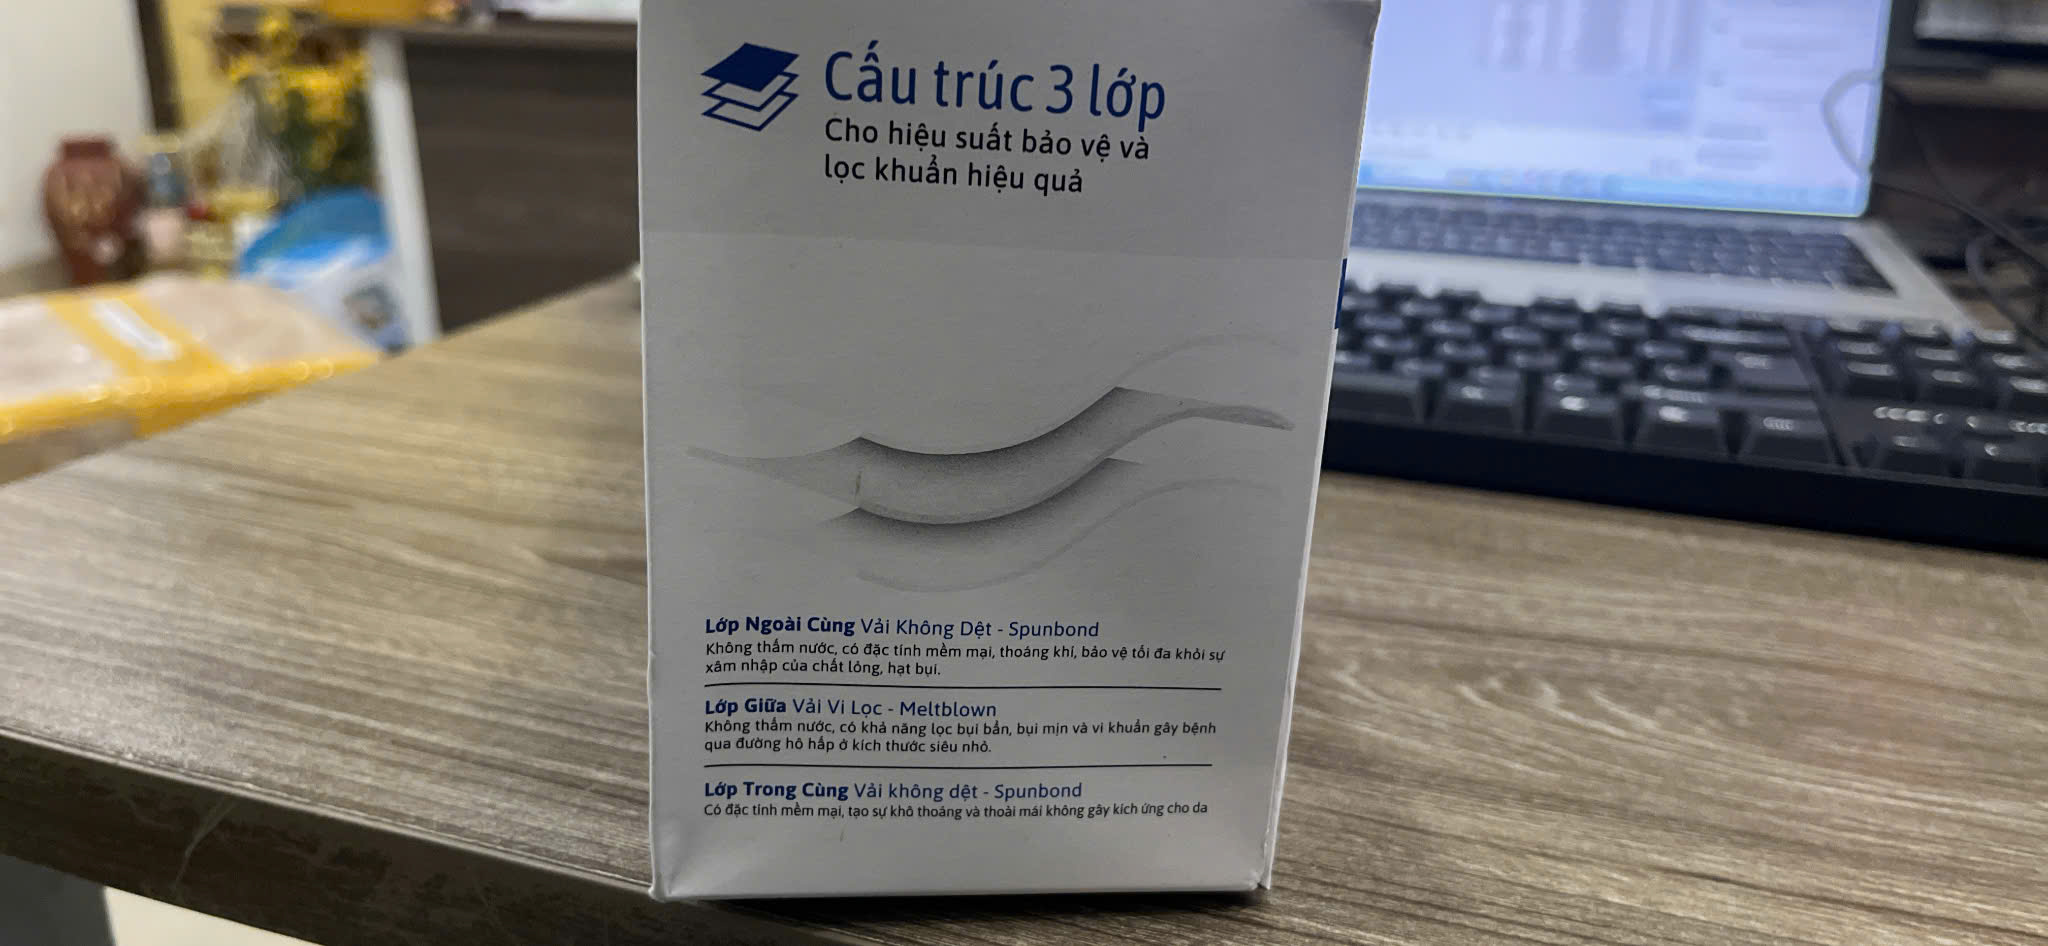 Cấu trúc 3 lớp
Cho hiệu suất bảo vệ và
lọc khuẩn hiệu quả
Lớp Ngoài Cùng Vải Không Dệt - Spunbond
Không thấm nước, có đặc tính mềm mại, thoáng khí, bảo vệ tối đa khỏi sự
xâm nhập của chất lỏng, hạt bụi.
Lớp Giữa Vải Vi Lọc - Meltblown
Không thấm nước, có khả năng lọc bụi bẩn, bụi mịn và vi khuẩn gây bệnh
qua đường hô hấp ở kích thước siêu nhỏ.
Lớp Trong Cùng Vải không dệt - Spunbond
Có đặc tính mềm mại, tạo sự khô thoáng và thoải mái không gây kích ứng cho da